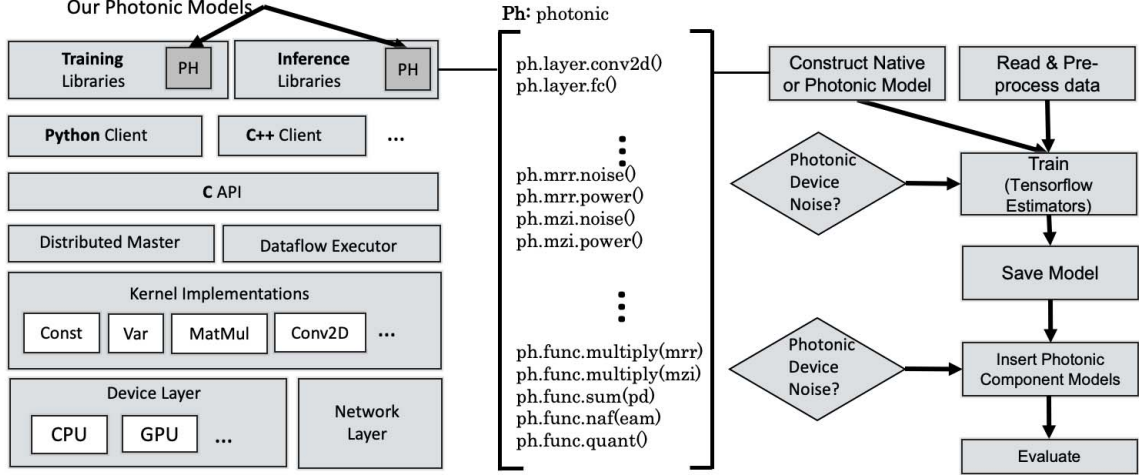 Our Photonic Models
Training
Libraries
PH
Inference
Libraries
PH
Python Client
C++ Client
...
C API
Distributed Master
Dataflow Executor
Kernel Implementations
Const
Var
MatMul
Conv2D
...
Device Layer
CPU
GPU
...
Network
Layer
Ph: photonic
ph.layer.conv2d()
ph.layer.fc()
ph.mrr.noise()
ph.mrr.power()
ph.mzi.noise()
ph.mzi.power()
ph.func.multiply(mrr)
ph.func.multiply(mzi)
ph.func.sum(pd)
ph.func.naf(eam)
ph.func.quant()
Construct Native
or Photonic Model
Read & Pre-
process data
Photonic
Device
Noise?
Train
(Tensorflow
Estimators)
Save Model
Photonic
Device
Noise?
Insert Photonic
Component Models
Evaluate